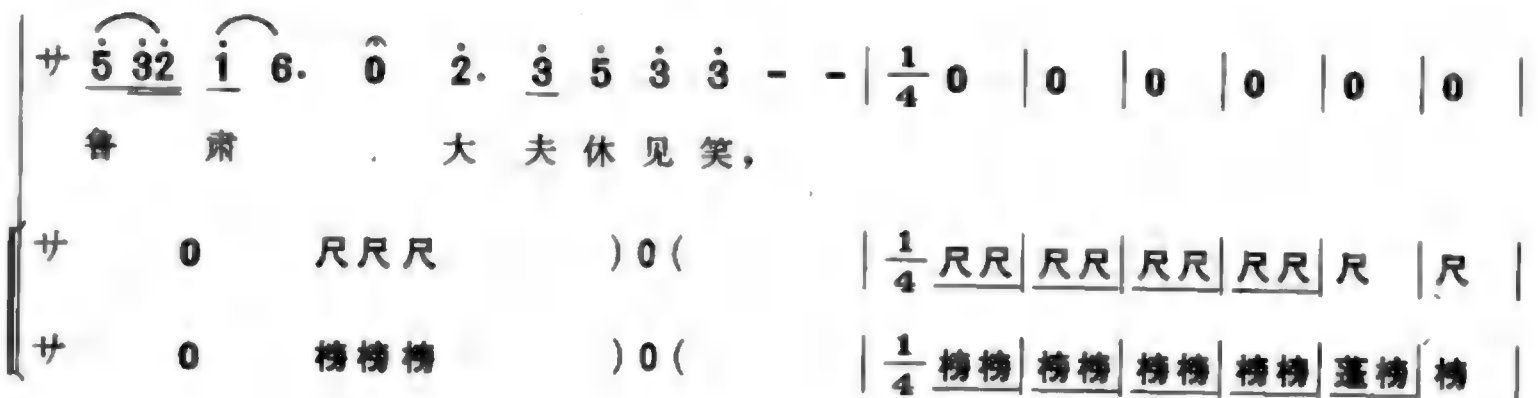 サ 5̇ 3̇2̇ 1̇ 6. 0 2̇. 3̇ 5̇ 3̇ 3̇ - - | 1/4 0 | 0 | 0 | 0 | 0 | 0 |
鲁 肃 大 夫 休 见 笑，
サ 0 尺尺尺 ) 0 ( | 1/4 尺尺 | 尺尺 | 尺尺 | 尺尺 | 尺 | 尺 |
サ 0 榜榜榜 ) 0 ( | 1/4 榜榜 | 榜榜 | 榜榜 | 榜榜 | 蓬榜 | 榜 |